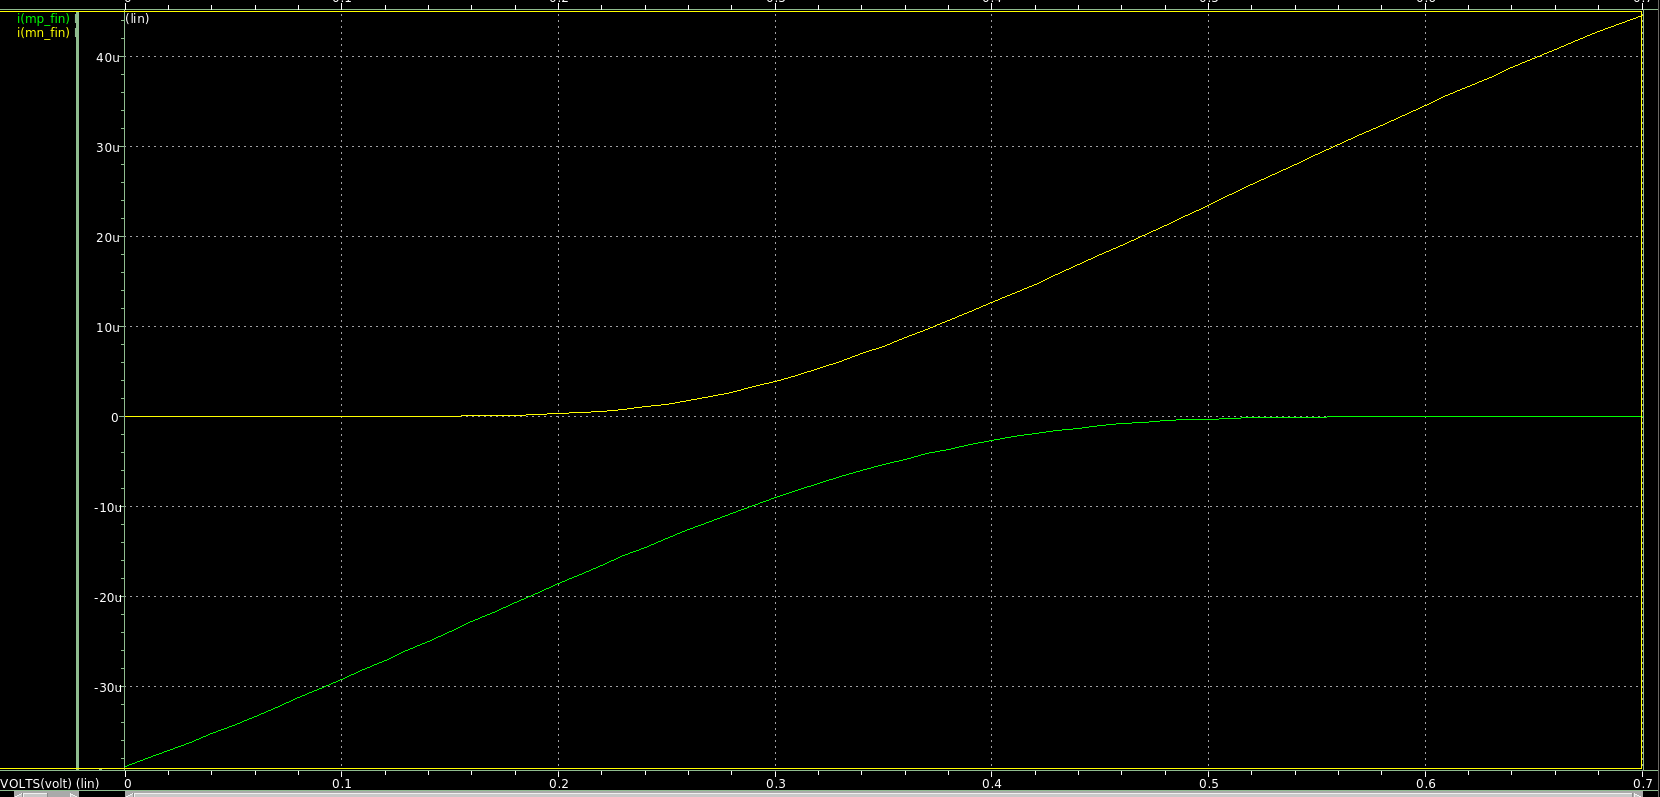 i(mp_fin)
i(mn_fin)
(lin)
40u
30u
20u
10u
0
-10u
-20u
-30u
VOLTS(volt) (lin) 0 0.1 0.2 0.3 0.4 0.5 0.6 0.7